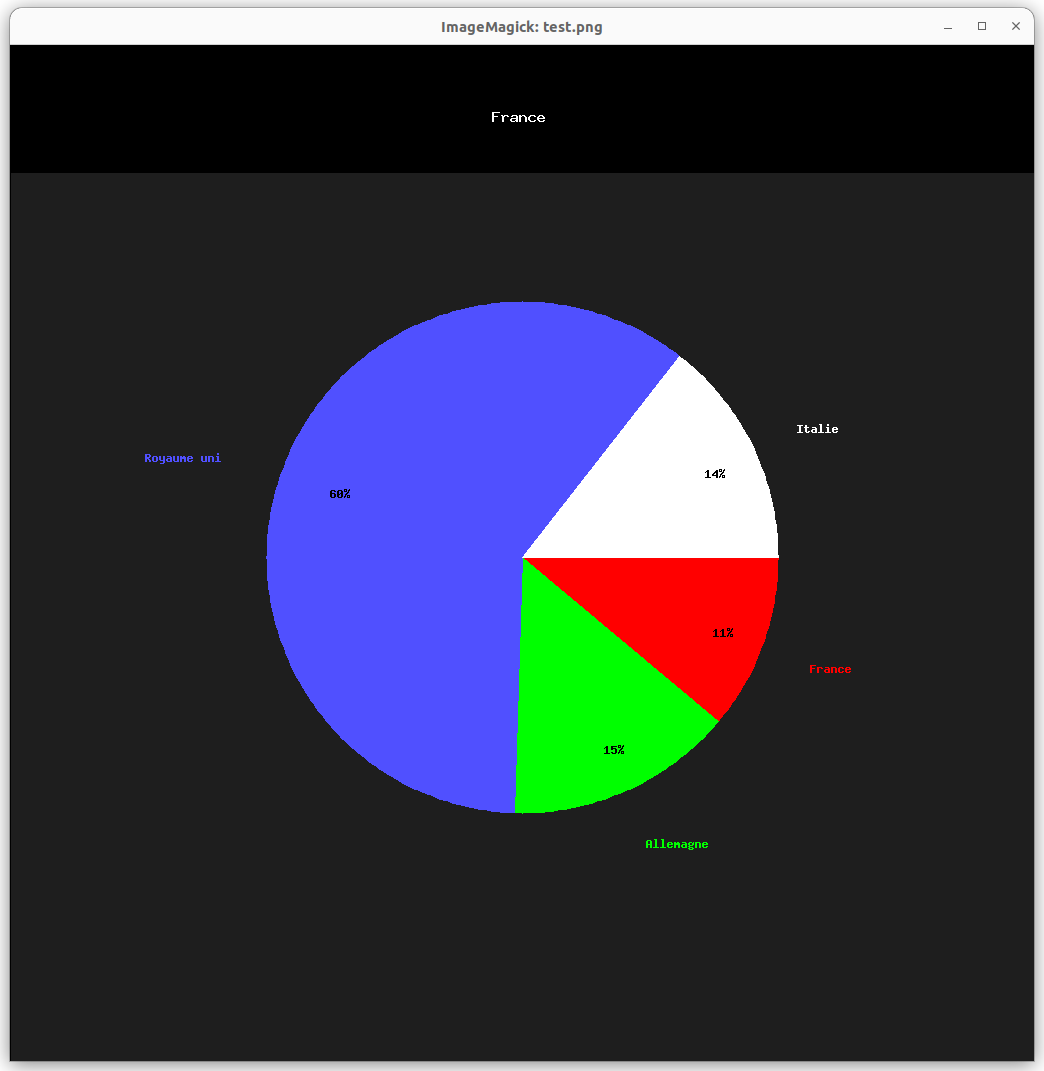 ImageMagick: test.png
France
Italie
Royaume uni
14%
60%
11%
France
15%
Allemagne